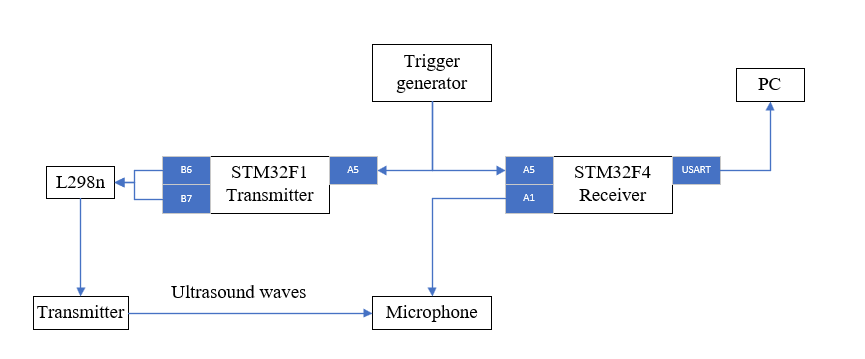 Trigger
generator
PC
B6
STM32F1
A5
A5
STM32F4
USART
L298n
B7
Transmitter
A1
Receiver
Ultrasound waves
Transmitter
Microphone